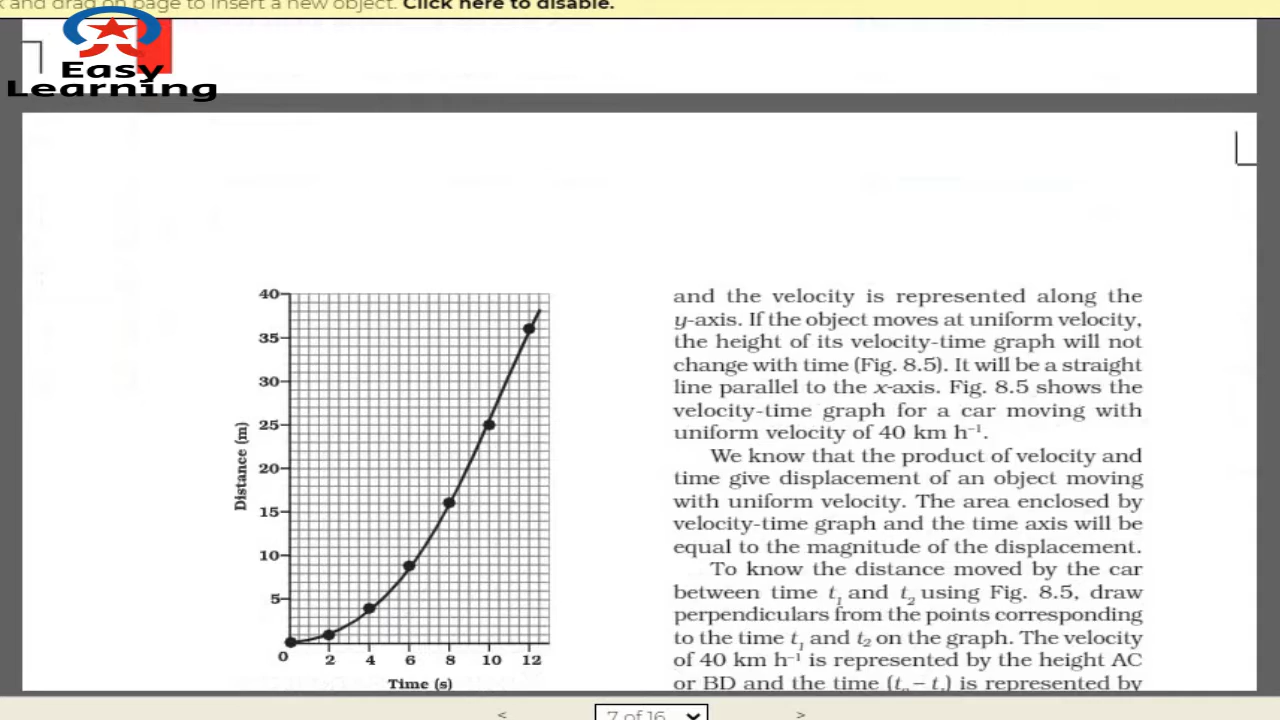 k and drag on page to insert a new object. Click here to disable.
Easy
Learning
40
35
30
25
20
15
10
5
0
2 4 6 8 10 12
Distance (m)
Time (s)
and the velocity is represented along the
y-axis. If the object moves at uniform velocity,
the height of its velocity-time graph will not
change with time (Fig. 8.5). It will be a straight
line parallel to the x-axis. Fig. 8.5 shows the
velocity-time graph for a car moving with
uniform velocity of 40 km h⁻¹.
We know that the product of velocity and
time give displacement of an object moving
with uniform velocity. The area enclosed by
velocity-time graph and the time axis will be
equal to the magnitude of the displacement.
To know the distance moved by the car
between time t₁ and t₂ using Fig. 8.5, draw
perpendiculars from the points corresponding
to the time t₁ and t₂ on the graph. The velocity
of 40 km h⁻¹ is represented by the height AC
or BD and the time (t₂ – t₁) is represented by
< 7 of 16 >